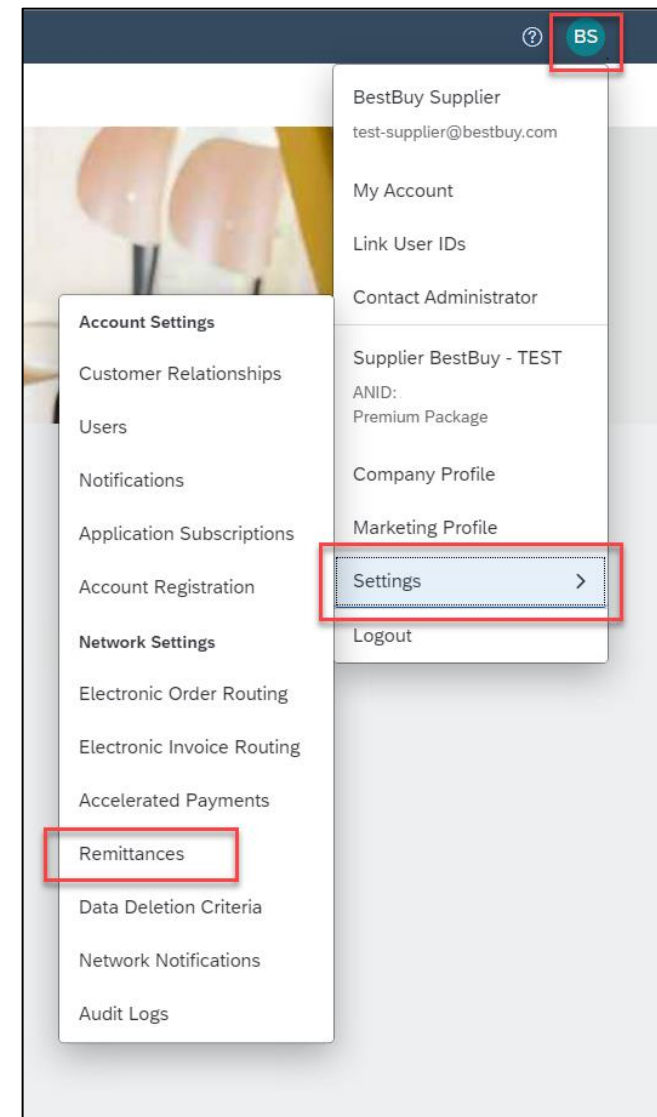 BS
BestBuy Supplier
test-supplier@bestbuy.com
My Account
Link User IDs
Contact Administrator
Supplier BestBuy - TEST
ANID:
Premium Package
Company Profile
Marketing Profile
Settings
Logout
Account Settings
Customer Relationships
Users
Notifications
Application Subscriptions
Account Registration
Network Settings
Electronic Order Routing
Electronic Invoice Routing
Accelerated Payments
Remittances
Data Deletion Criteria
Network Notifications
Audit Logs